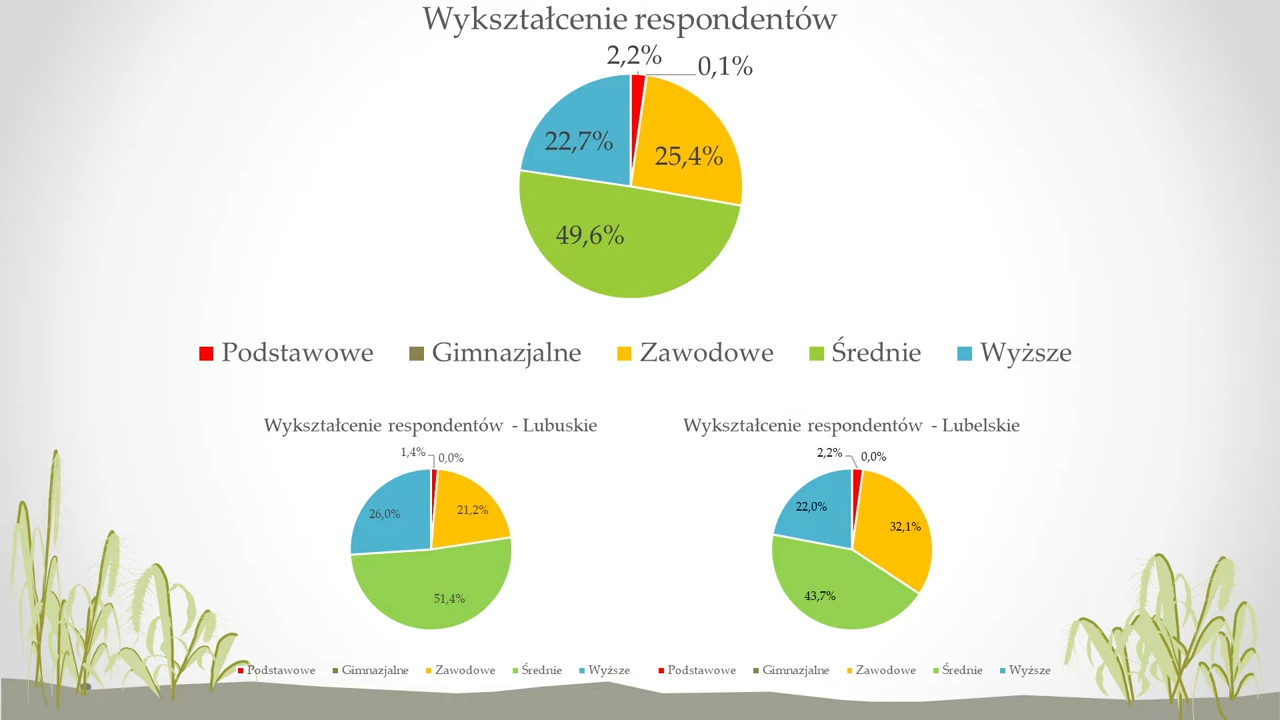 Wykształcenie respondentów
2,2%
0,1%
22,7%
25,4%
49,6%
Podstawowe Gimnazjalne Zawodowe Średnie Wyższe
Wykształcenie respondentów - Lubuskie
1,4%
0,0%
26,0%
21,2%
51,4%
Podstawowe Gimnazjalne Zawodowe Średnie Wyższe
Wykształcenie respondentów - Lubelskie
2,2%
0,0%
22,0%
32,1%
43,7%
Podstawowe Gimnazjalne Zawodowe Średnie Wyższe